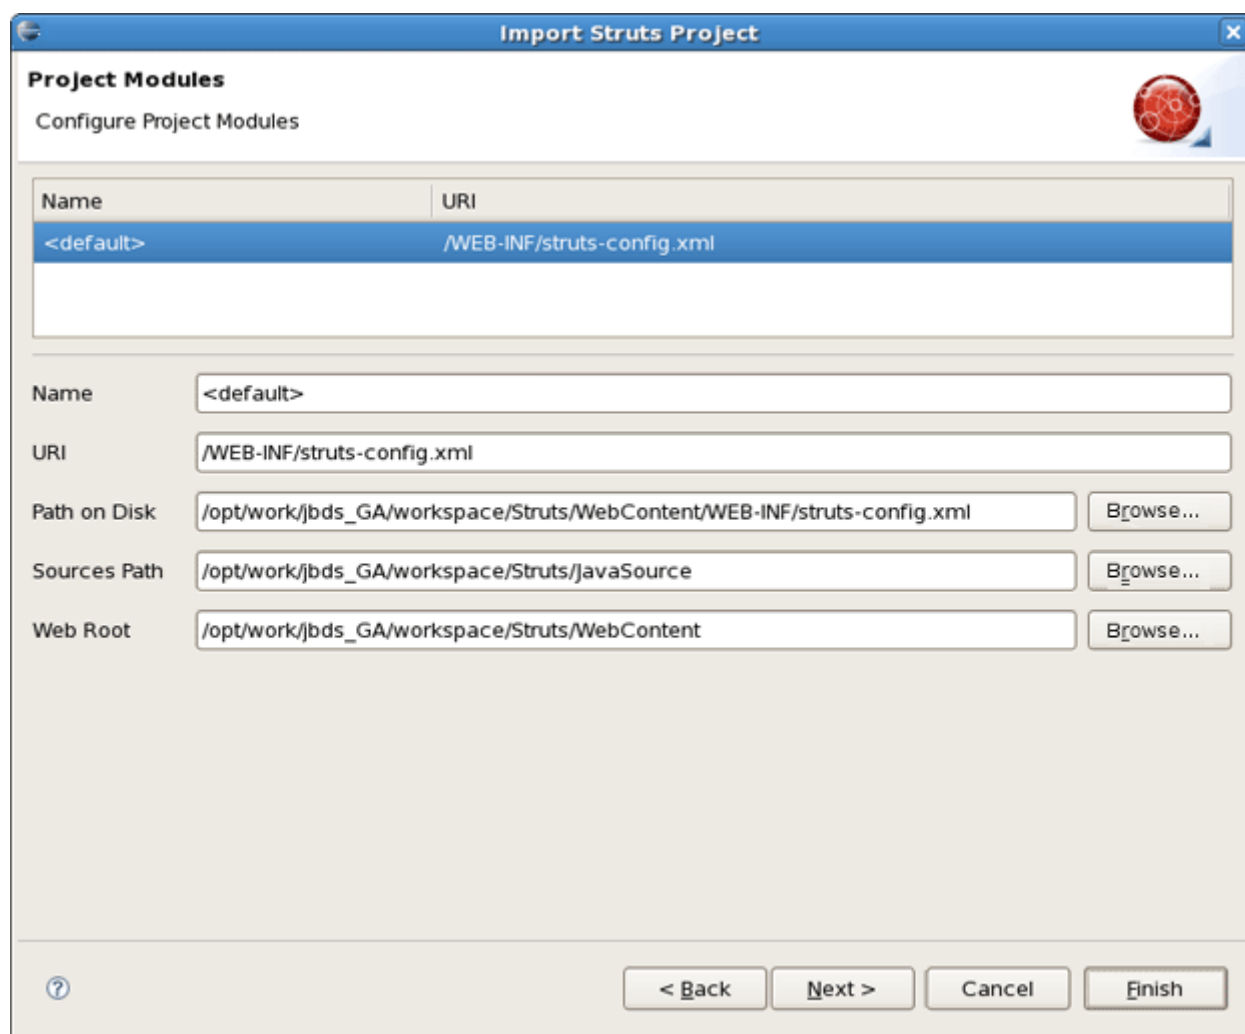 Import Struts Project
Project Modules
Configure Project Modules
Name URI
<default> /WEB-INF/struts-config.xml
Name <default>
URI /WEB-INF/struts-config.xml
Path on Disk /opt/work/jbds_GA/workspace/Struts/WebContent/WEB-INF/struts-config.xml Browse...
Sources Path /opt/work/jbds_GA/workspace/Struts/JavaSource Browse...
Web Root /opt/work/jbds_GA/workspace/Struts/WebContent Browse...
? < Back Next > Cancel Finish